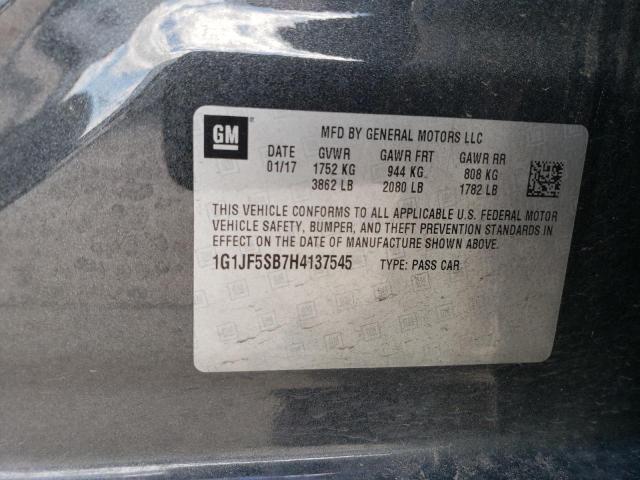 GM
MFD BY GENERAL MOTORS LLC
DATE GVWR GAWR FRT GAWR RR
01/17 1752 KG 944 KG 808 KG
3862 LB 2080 LB 1782 LB
THIS VEHICLE CONFORMS TO ALL APPLICABLE U.S. FEDERAL MOTOR
VEHICLE SAFETY, BUMPER, AND THEFT PREVENTION STANDARDS IN
EFFECT ON THE DATE OF MANUFACTURE SHOWN ABOVE.
1G1JF5SB7H4137545 TYPE: PASS CAR